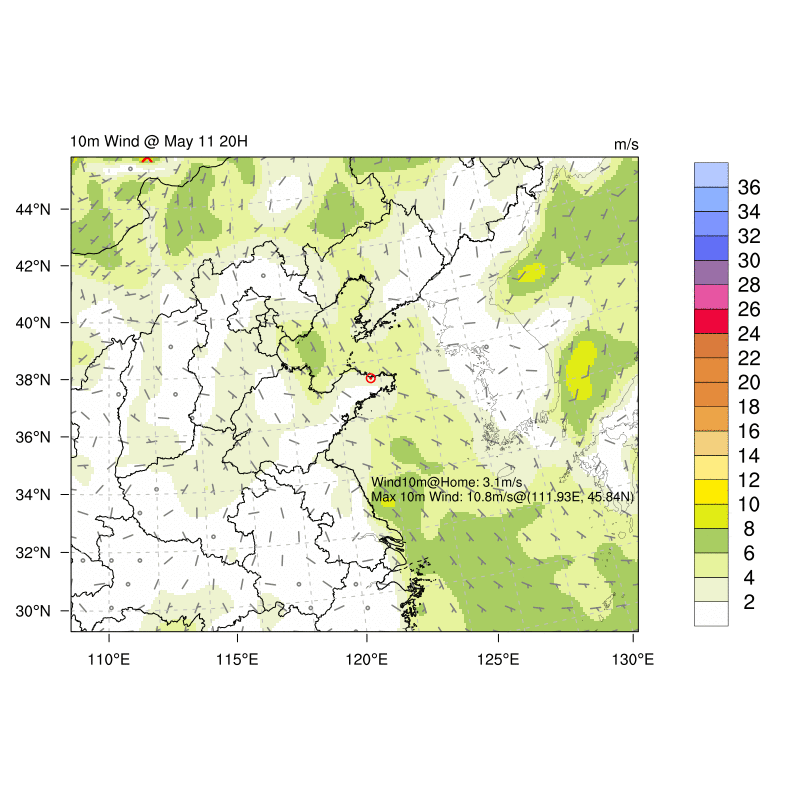 10m Wind @ May 11 20H
m/s
44°N
42°N
40°N
38°N
36°N
34°N
32°N
30°N
110°E
115°E
120°E
125°E
130°E
Wind10m@Home: 3.1m/s
Max 10m Wind: 10.8m/s@(111.93E, 45.84N)
36
34
32
30
28
26
24
22
20
18
16
14
12
10
8
6
4
2